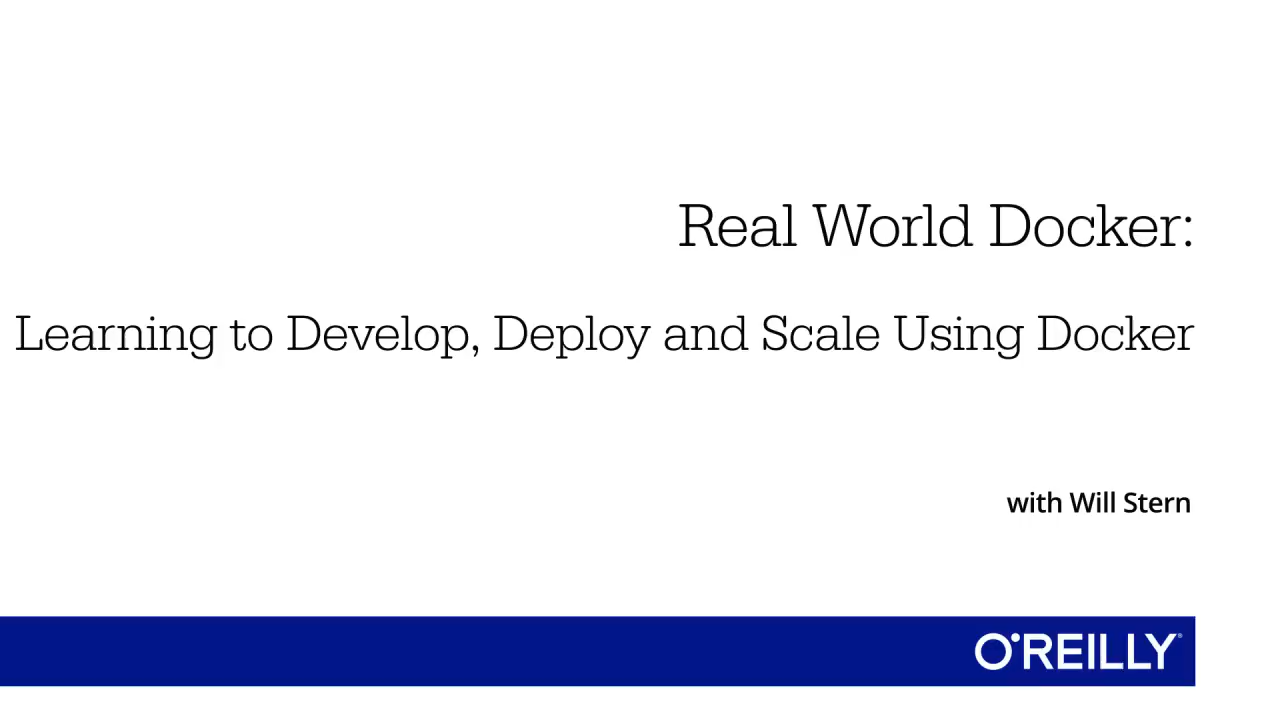 Real World Docker:
Learning to Develop, Deploy and Scale Using Docker
with Will Stern
O'REILLY®